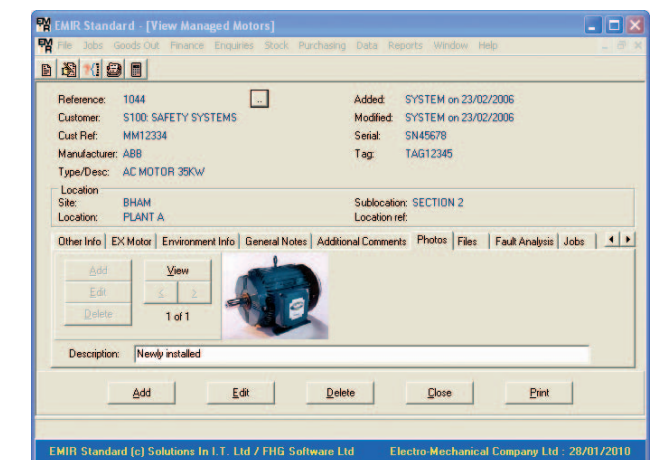 EMIR Standard - [View Managed Motors]
File Jobs Goods Out Finance Enquiries Stock Purchasing Data Reports Window Help
Reference: 1044 .. Added: SYSTEM on 23/02/2006
Customer: S100: SAFETY SYSTEMS Modified: SYSTEM on 23/02/2006
Cust Ref: MM12334 Serial: SN45678
Manufacturer: ABB Tag: TAG12345
Type/Desc: AC MOTOR 35KW
Location
Site: BHAM Sublocation: SECTION 2
Location: PLANT A Location ref:
Other Info EX Motor Environment Info General Notes Additional Comments Photos Files Fault Analysis Jobs
Add View
Edit < >
Delete 1 of 1
Description: Newly installed
Add Edit Delete Close Print
EMIR Standard (c) Solutions In I.T. Ltd / FHG Software Ltd Electro-Mechanical Company Ltd : 28/01/2010